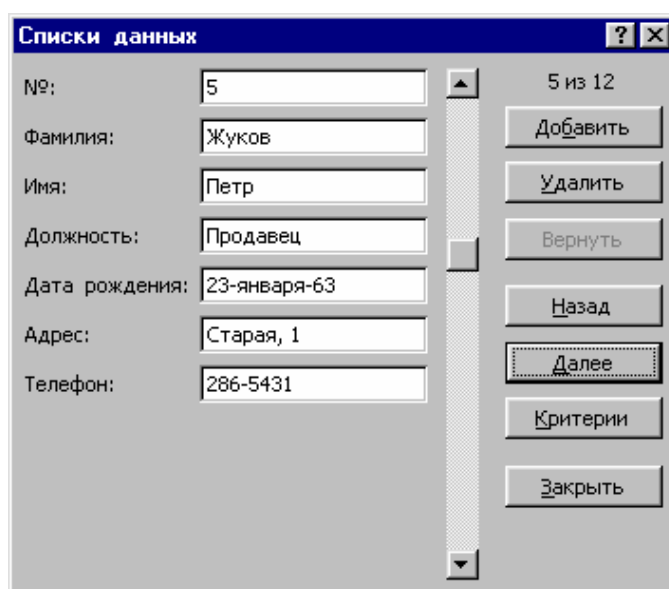 Списки данных
№: 5
Фамилия: Жуков
Имя: Петр
Должность: Продавец
Дата рождения: 23-января-63
Адрес: Старая, 1
Телефон: 286-5431
5 из 12
Добавить
Удалить
Вернуть
Назад
Далее
Критерии
Закрыть